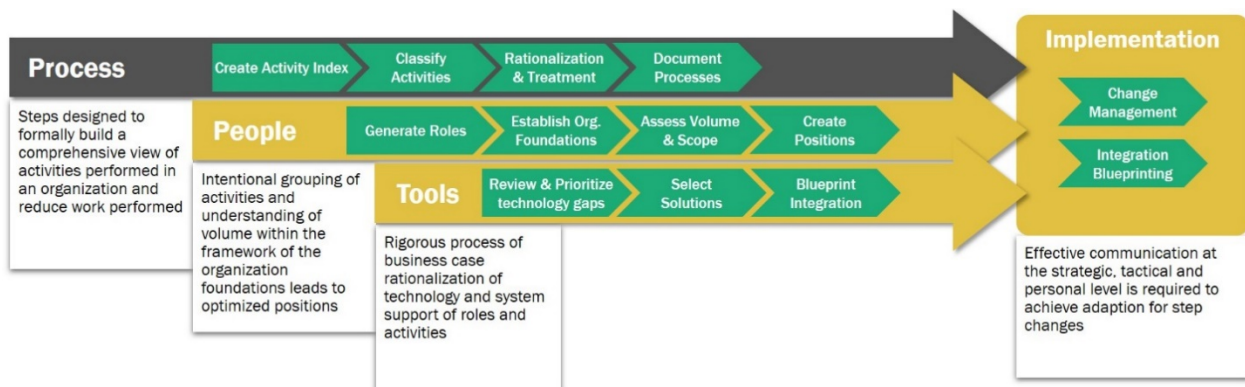 Process
Create Activity Index
Classify
Activities
Rationalization
& Treatment
Document
Processes
Steps designed to
formally build a
comprehensive view of
activities performed in
an organization and
reduce work performed
People
Generate Roles
Establish Org.
Foundations
Assess Volume
& Scope
Create
Positions
Intentional grouping of
activities and
understanding of
volume within the
framework of the
organization
foundations leads to
optimized positions
Tools
Review & Prioritize
technology gaps
Select
Solutions
Blueprint
Integration
Rigorous process of
business case
rationalization of
technology and system
support of roles and
activities
Implementation
Change
Management
Integration
Blueprinting
Effective communication at
the strategic, tactical and
personal level is required to
achieve adaption for step
changes